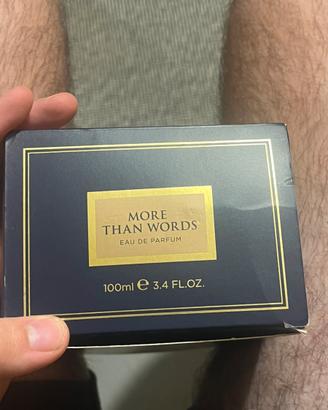 MORE
THAN WORDS
EAU DE PARFUM
100ml ℮ 3.4 FL.OZ.